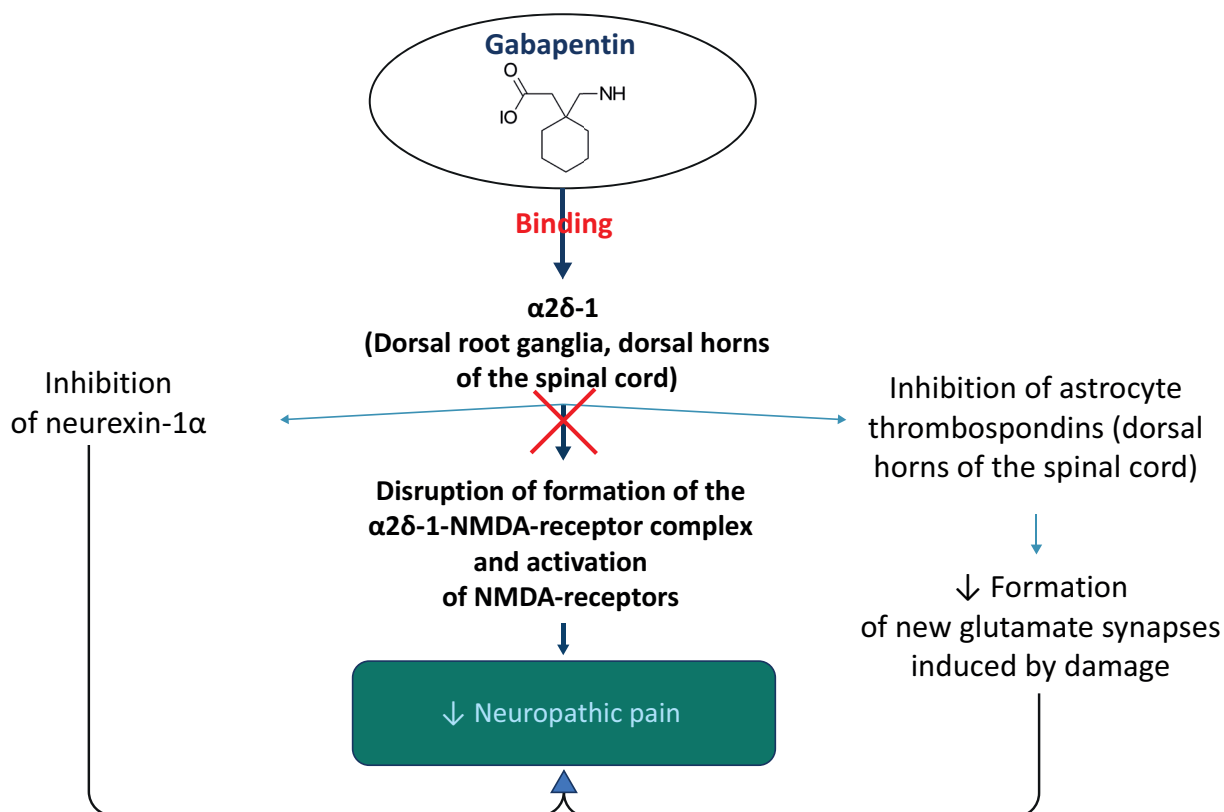 Gabapentin
O
NH
IO
Binding
α2δ-1
(Dorsal root ganglia, dorsal horns
of the spinal cord)
Inhibition
of neurexin-1α
Inhibition of astrocyte
thrombospondins (dorsal
horns of the spinal cord)
Disruption of formation of the
α2δ-1-NMDA-receptor complex
and activation
of NMDA-receptors
↓ Formation
of new glutamate synapses
induced by damage
↓ Neuropathic pain